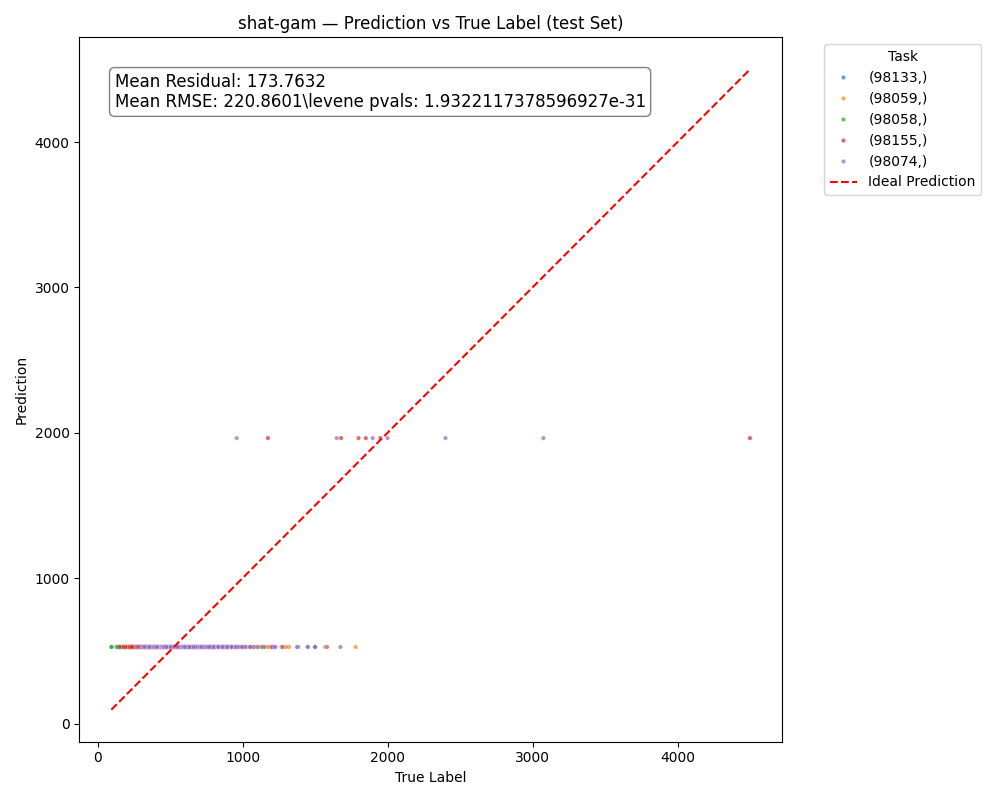 shat-gam — Prediction vs True Label (test Set)
Mean Residual: 173.7632
Mean RMSE: 220.8601\levene pvals: 1.9322117378596927e-31
Task
(98133,)
(98059,)
(98058,)
(98155,)
(98074,)
Ideal Prediction
Prediction
4000
3000
2000
1000
0
0 1000 2000 3000 4000
True Label